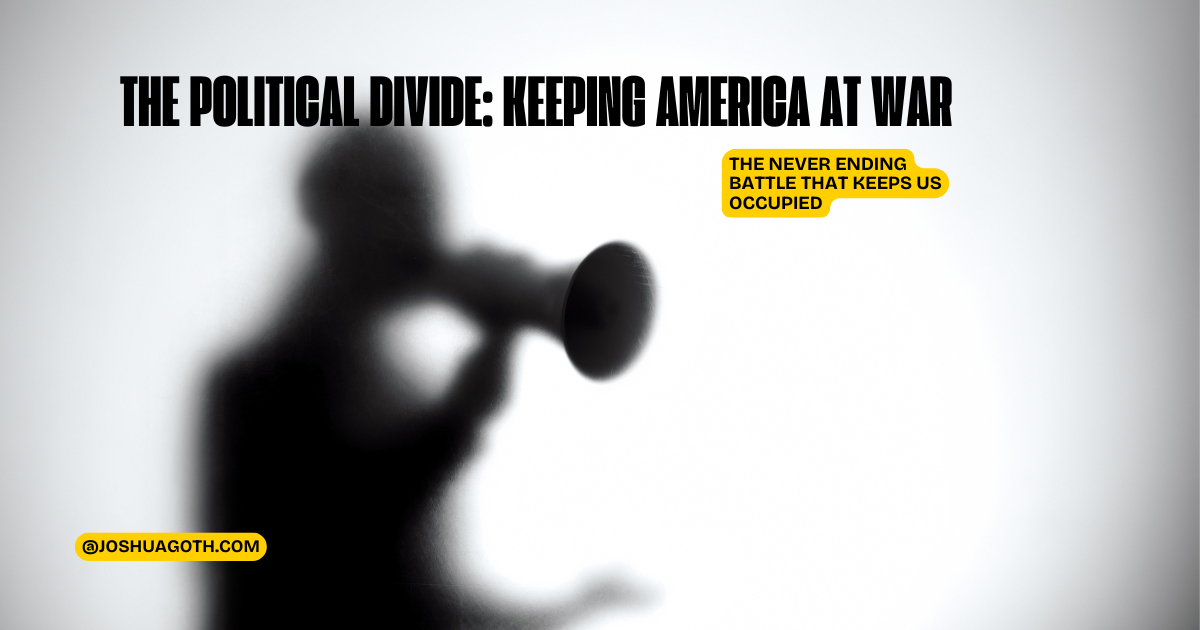 THE POLITICAL DIVIDE: KEEPING AMERICA AT WAR
THE NEVER ENDING
BATTLE THAT KEEPS US
OCCUPIED
@JOSHUAGOTH.COM